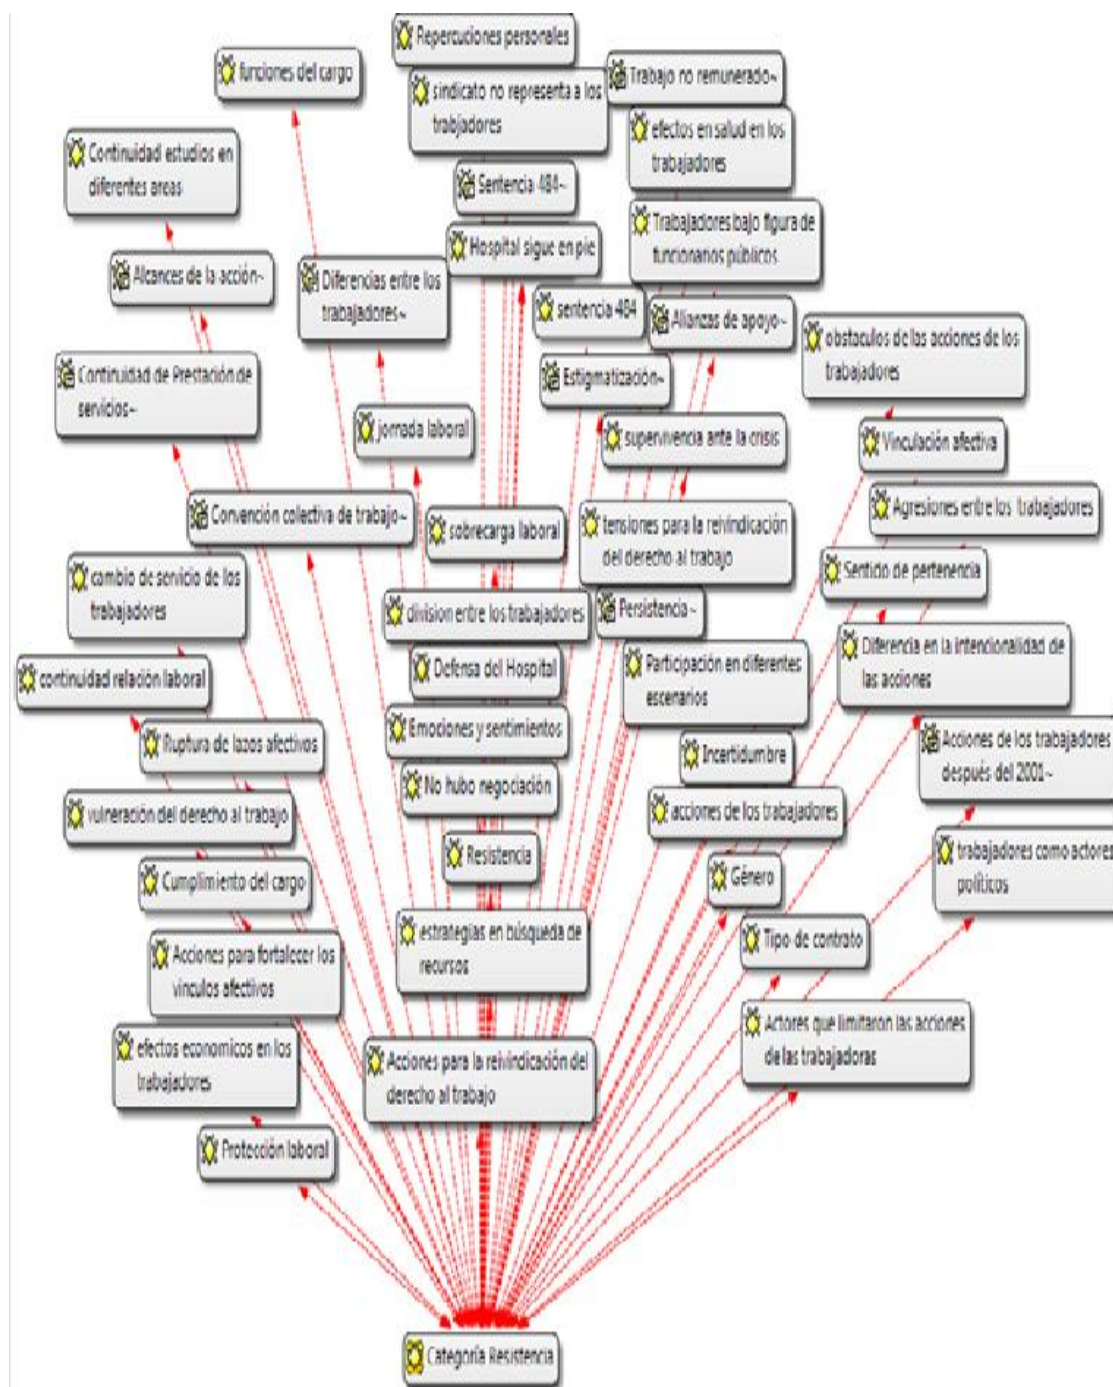 Repercuciones personales
funciones del cargo
Trabajo no remunerado~
sindicato no representa a los
trabjadores
efectos en salud en los
trabajadores
Continuidad estudios en
diferentes areas
Sentencia 484~
Trabajadores bajo figura de
funcionarios públicos
Hospital sigue en pie
Alcances de la acción~
Diferencias entre los
trabajadores~
sentencia 484
Alianzas de apoyo~
obstaculos de las acciones de los
trabajadores
Continuidad de Prestación de
servicios~
Estigmatización~
jornada laboral
supervivencia ante la crisis
Vinculación afectiva
Agresiones entre los trabajadores
Convención colectiva de trabajo~
sobrecarga laboral
tensiones para la reivindicación
del derecho al trabajo
cambio de servicio de los
trabajadores
Sentido de pertenencia
division entre los trabajadores
Persistencia~
Diferencia en la intencionalidad de
las acciones
continuidad relación laboral
Defensa del Hospital
Participación en diferentes
escenarios
Ruptura de lazos afectivos
Emociones y sentimientos
Incertidumbre
Acciones de los trabajadores
después del 2001~
No hubo negociación
vulneración del derecho al trabajo
acciones de los trabajadores
Resistencia
trabajadores como actores
políticos
Cumplimiento del cargo
Género
estrategias en búsqueda de
recursos
Tipo de contrato
Acciones para fortalecer los
vinculos afectivos
Actores que limitaron las acciones
de las trabajadoras
efectos economicos en los
trabajadores
Acciones para la reivindicación del
derecho al trabajo
Protección laboral
Categoría Resistencia